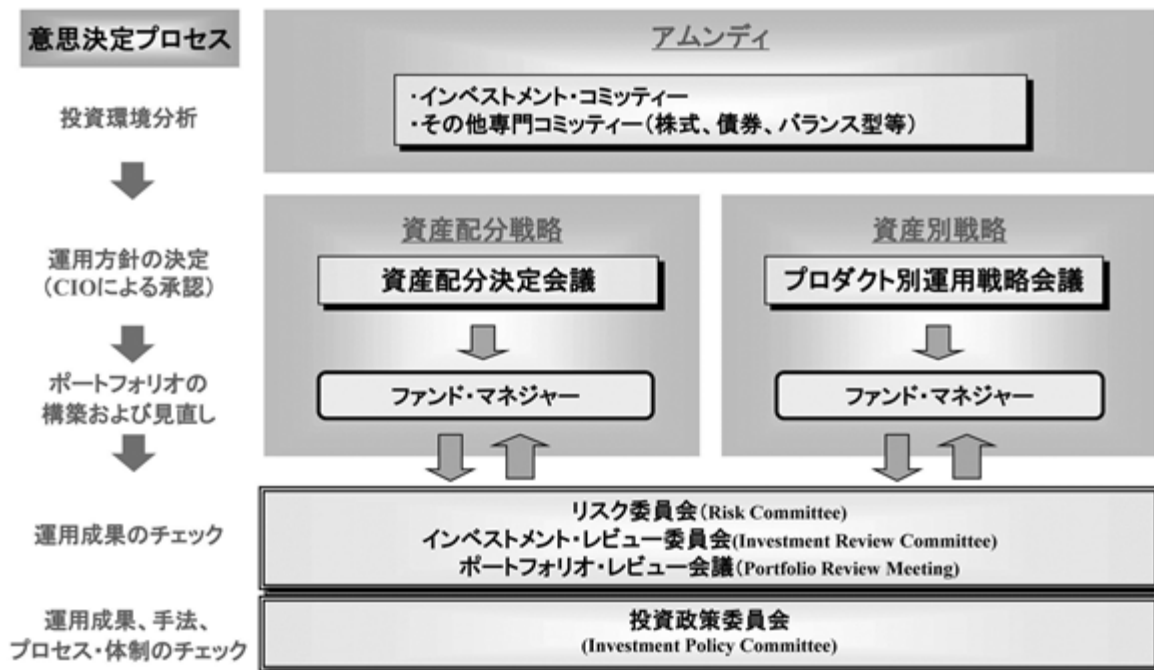 意思決定プロセス
アムンディ
・インベストメント・コミッティー
・その他専門コミッティー（株式、債券、バランス型等）
投資環境分析
資産配分戦略
資産別戦略
運用方針の決定
（CIOによる承認）
資産配分決定会議
プロダクト別運用戦略会議
ポートフォリオの
構築および見直し
ファンド・マネジャー
ファンド・マネジャー
運用成果のチェック
リスク委員会(Risk Committee)
インベストメント・レビュー委員会(Investment Review Committee)
ポートフォリオ・レビュー会議(Portfolio Review Meeting)
運用成果、手法、
プロセス・体制のチェック
投資政策委員会
(Investment Policy Committee)